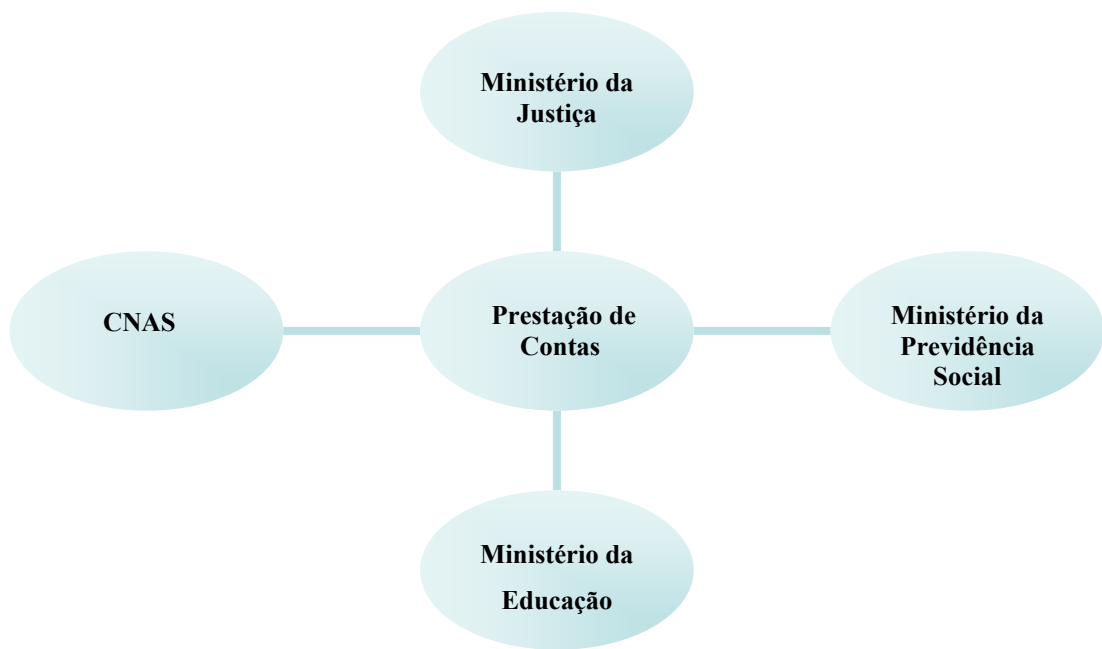 Ministério da
Justiça
CNAS
Prestação de
Contas
Ministério da
Previdência
Social
Ministério da
Educação